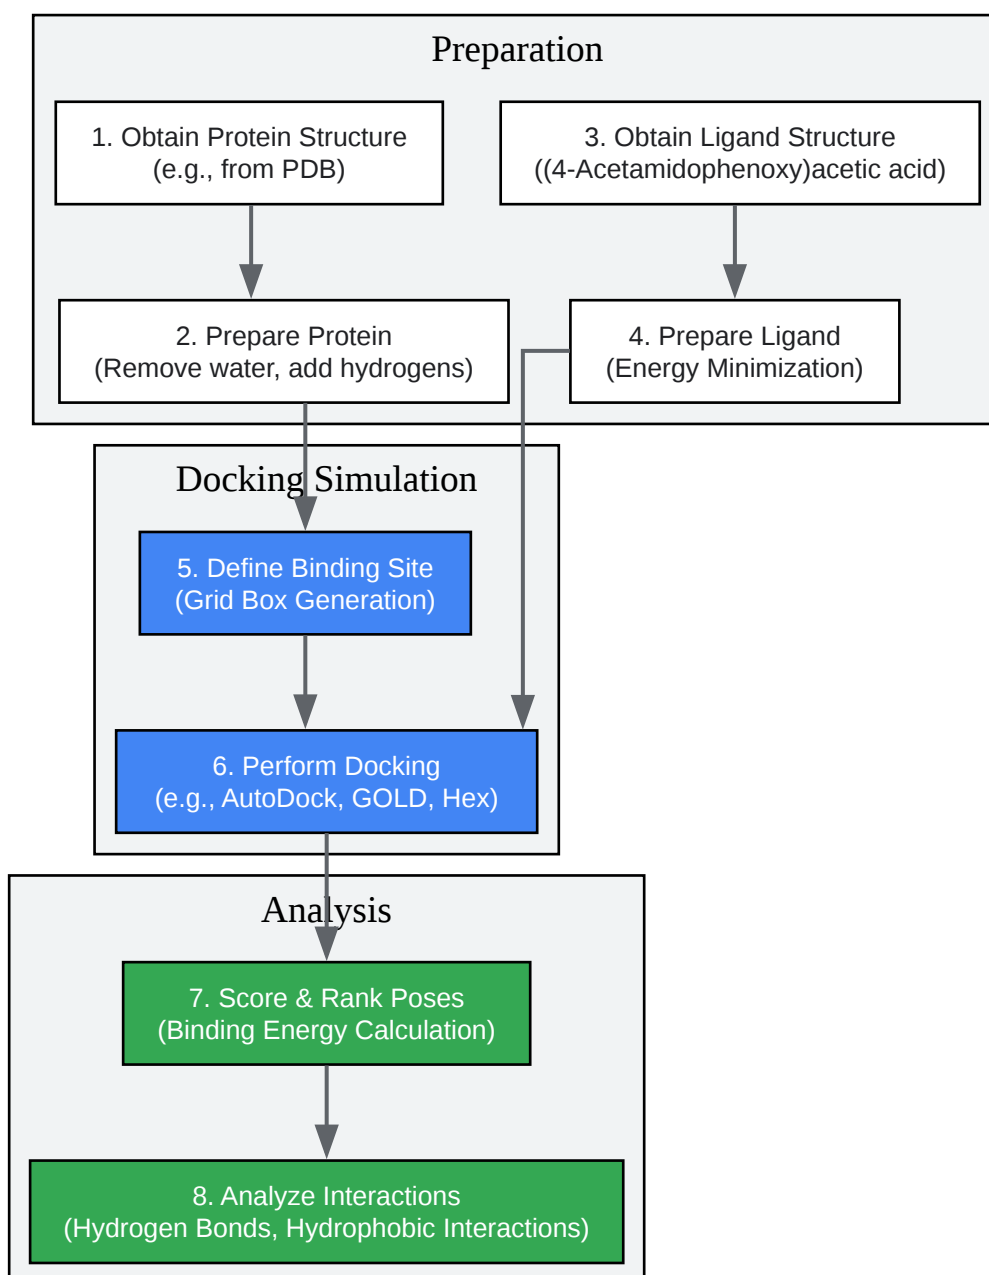 Preparation
1. Obtain Protein Structure
(e.g., from PDB)
3. Obtain Ligand Structure
((4-Acetamidophenoxy)acetic acid)
2. Prepare Protein
(Remove water, add hydrogens)
4. Prepare Ligand
(Energy Minimization)
Docking Simulation
5. Define Binding Site
(Grid Box Generation)
6. Perform Docking
(e.g., AutoDock, GOLD, Hex)
Analysis
7. Score & Rank Poses
(Binding Energy Calculation)
8. Analyze Interactions
(Hydrogen Bonds, Hydrophobic Interactions)